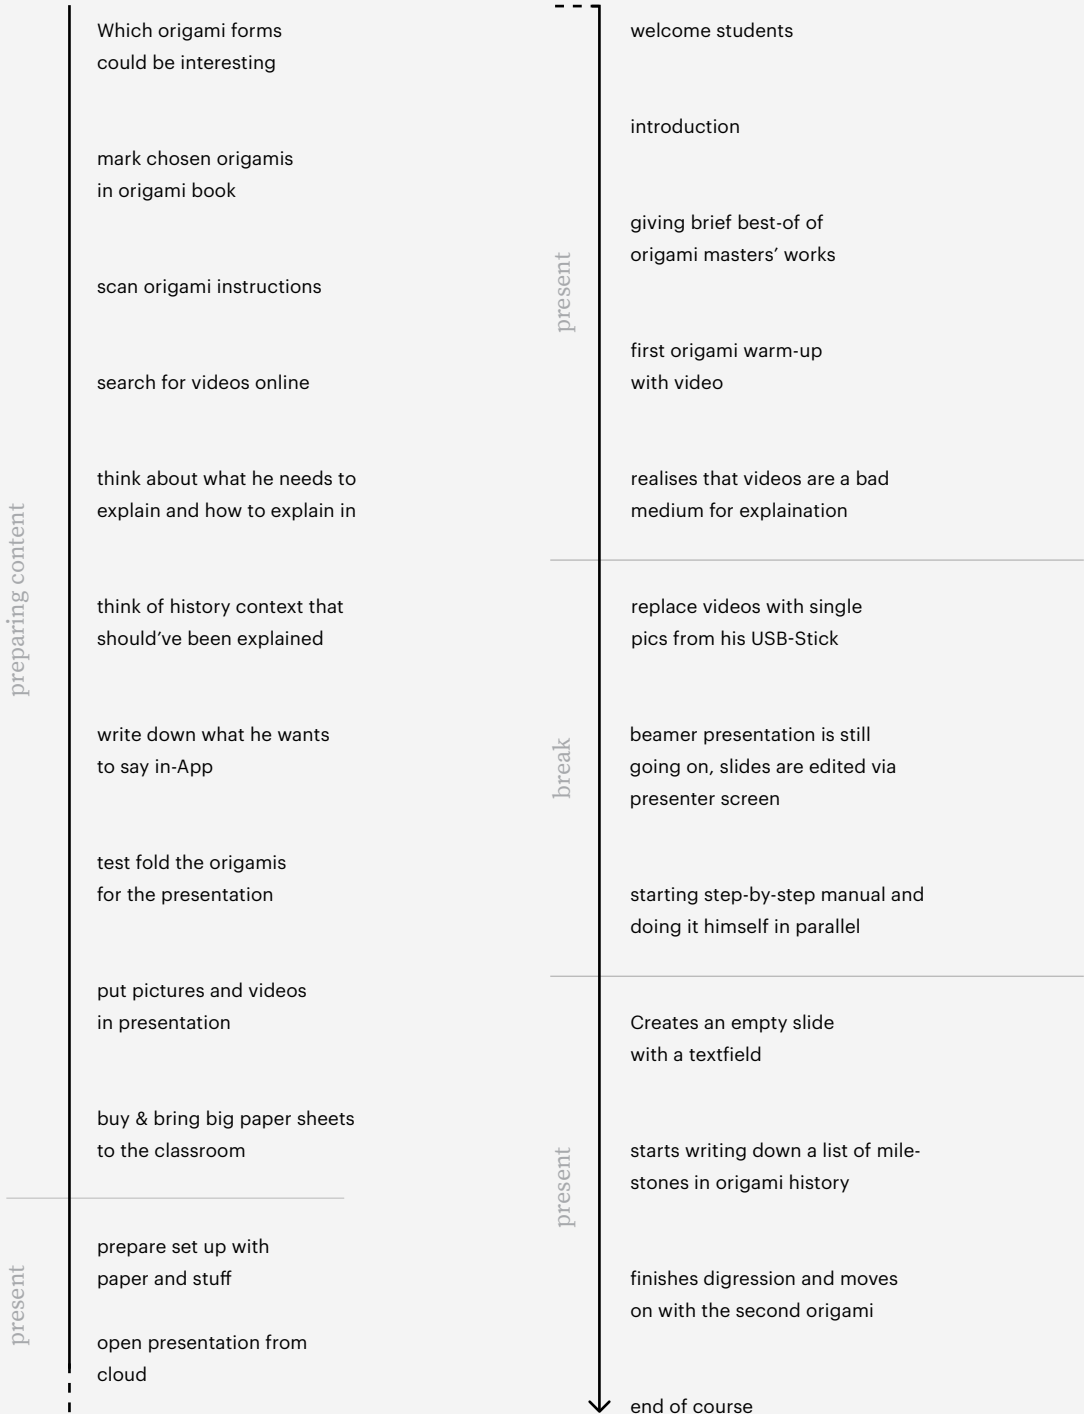 Which origami forms
could be interesting
mark chosen origamis
in origami book
scan origami instructions
search for videos online
think about what he needs to
explain and how to explain in
preparing content
think of history context that
should've been explained
write down what he wants
to say in-App
test fold the origamis
for the presentation
put pictures and videos
in presentation
buy & bring big paper sheets
to the classroom
present
prepare set up with
paper and stuff
open presentation from
cloud
welcome students
introduction
present
giving brief best-of of
origami masters’ works
first origami warm-up
with video
realises that videos are a bad
medium for explaination
break
replace videos with single
pics from his USB-Stick
beamer presentation is still
going on, slides are edited via
presenter screen
starting step-by-step manual and
doing it himself in parallel
present
Creates an empty slide
with a textfield
starts writing down a list of mile-
stones in origami history
finishes digression and moves
on with the second origami
end of course